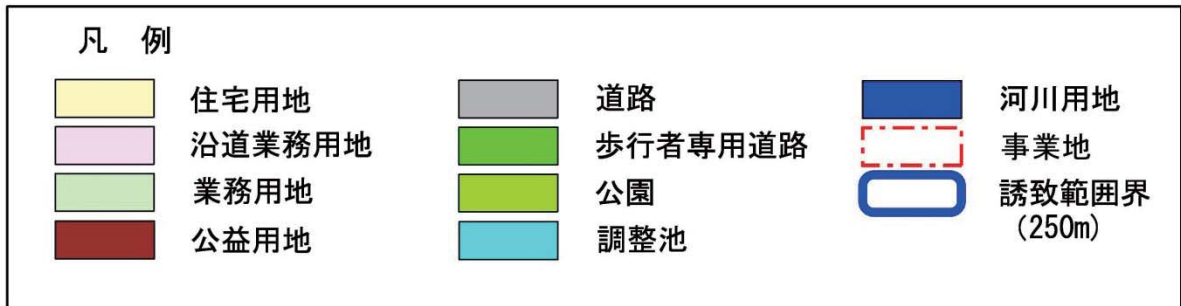 凡 例
住宅用地
沿道業務用地
業務用地
公益用地
道路
歩行者専用道路
公園
調整池
河川用地
事業地
誘致範囲界
(250m)